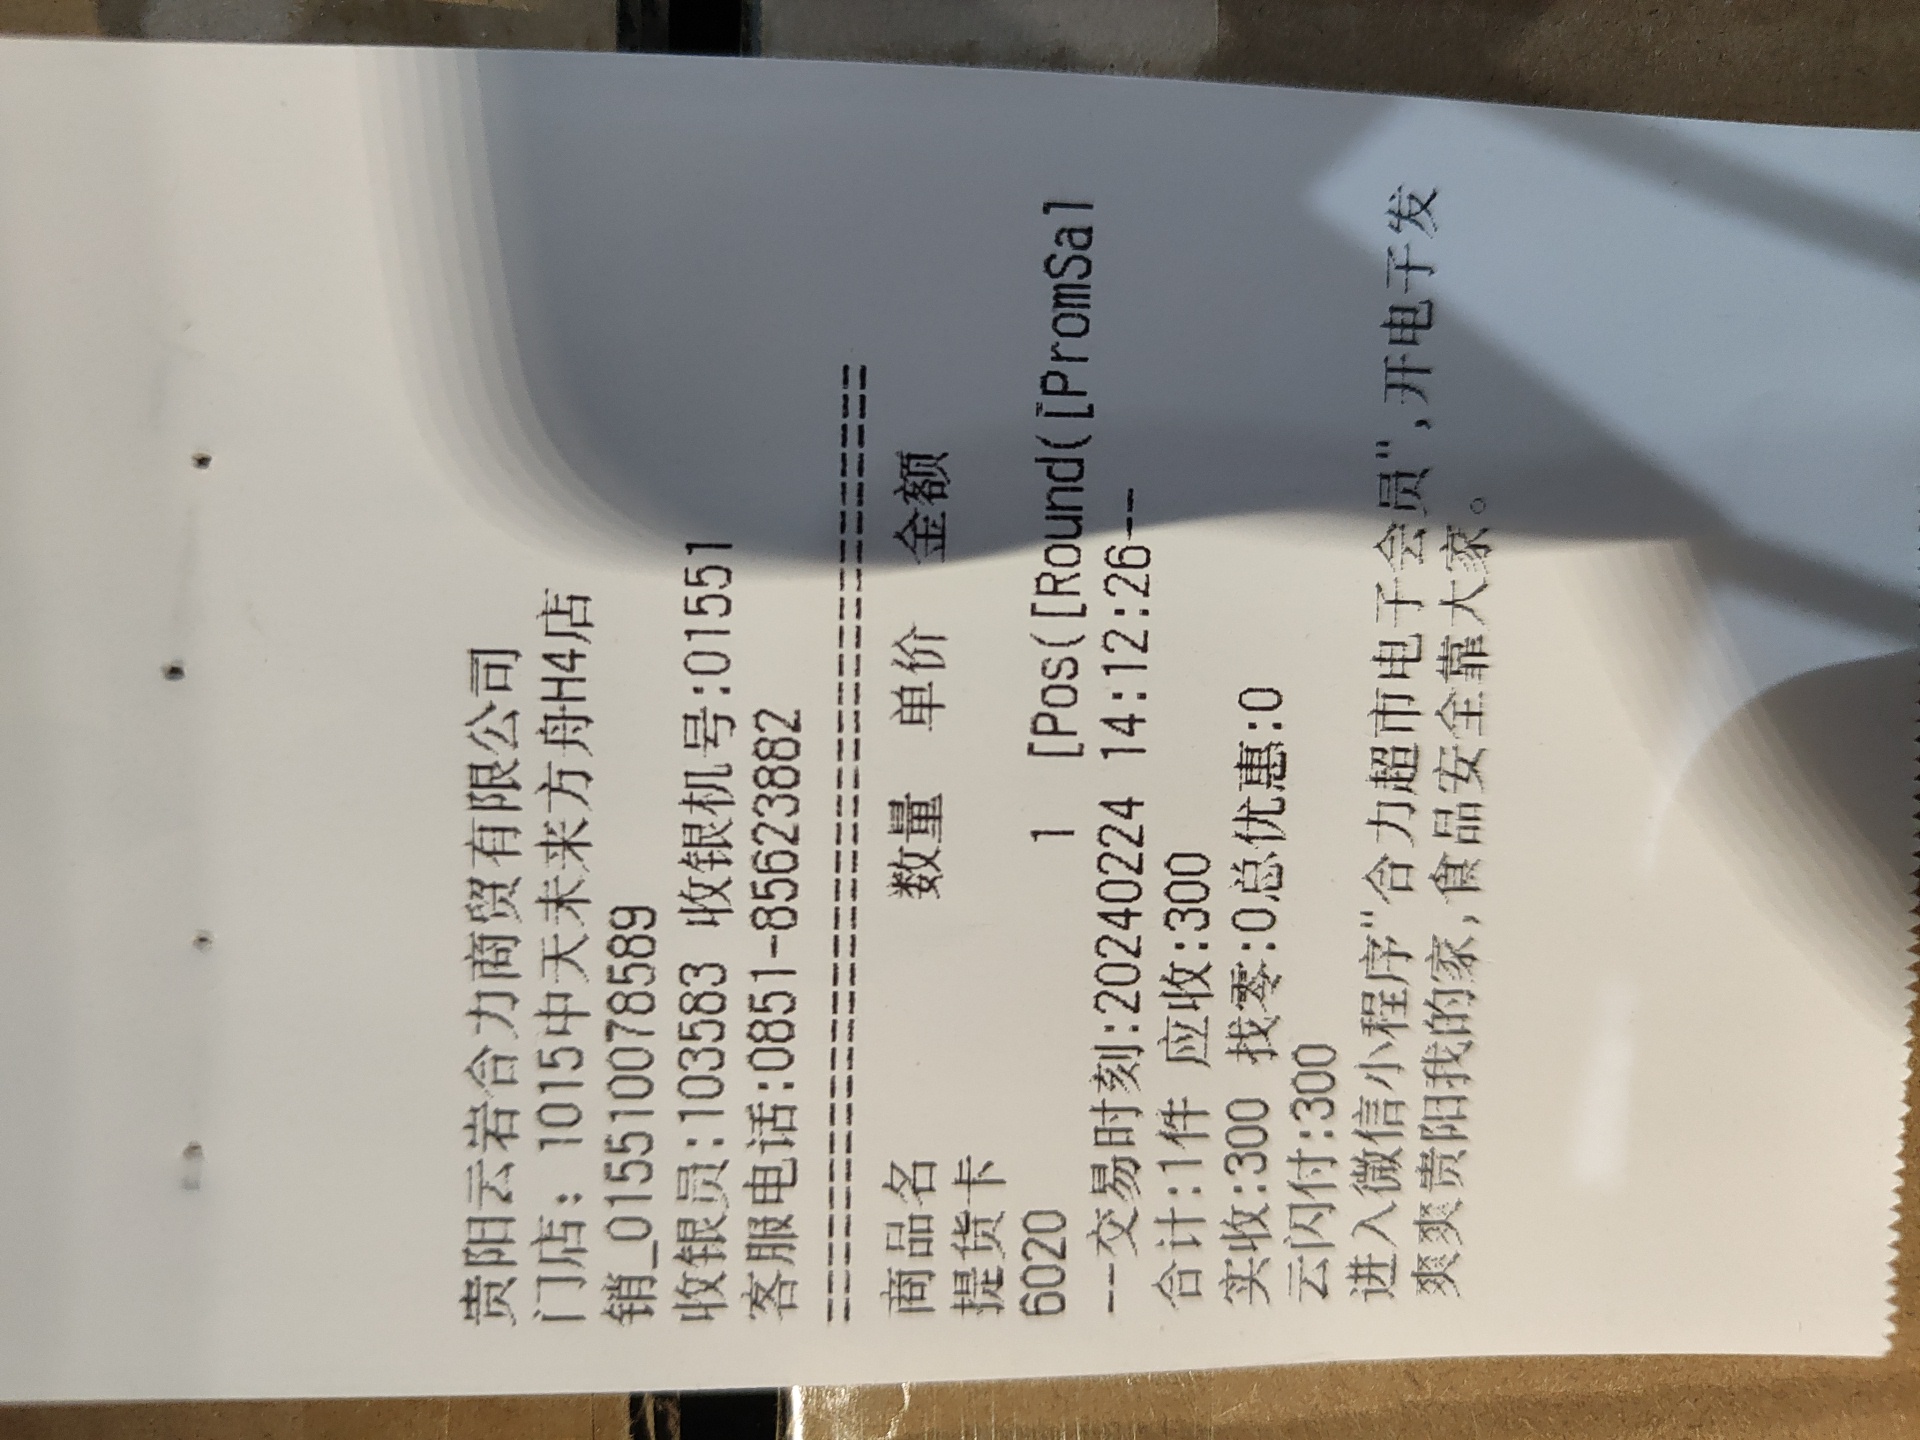 贵阳云岩合力商贸有限公司
门店: 1015中天未来方舟H4店
销_015510078589
收银员:103583 收银机号:01551
客服电话:0851-85623882
========================================
商品名 数量 单价 金额
提货卡
6020 1 [Pos([Round([PromSal
--交易时刻:20240224 14:12:26--
合计:1件 应收:300
实收:300 找零:0总优惠:0
云闪付:300
进入微信小程序"合力超市电子会员",开电子发
爽爽贵阳我的家,食品安全靠大家。